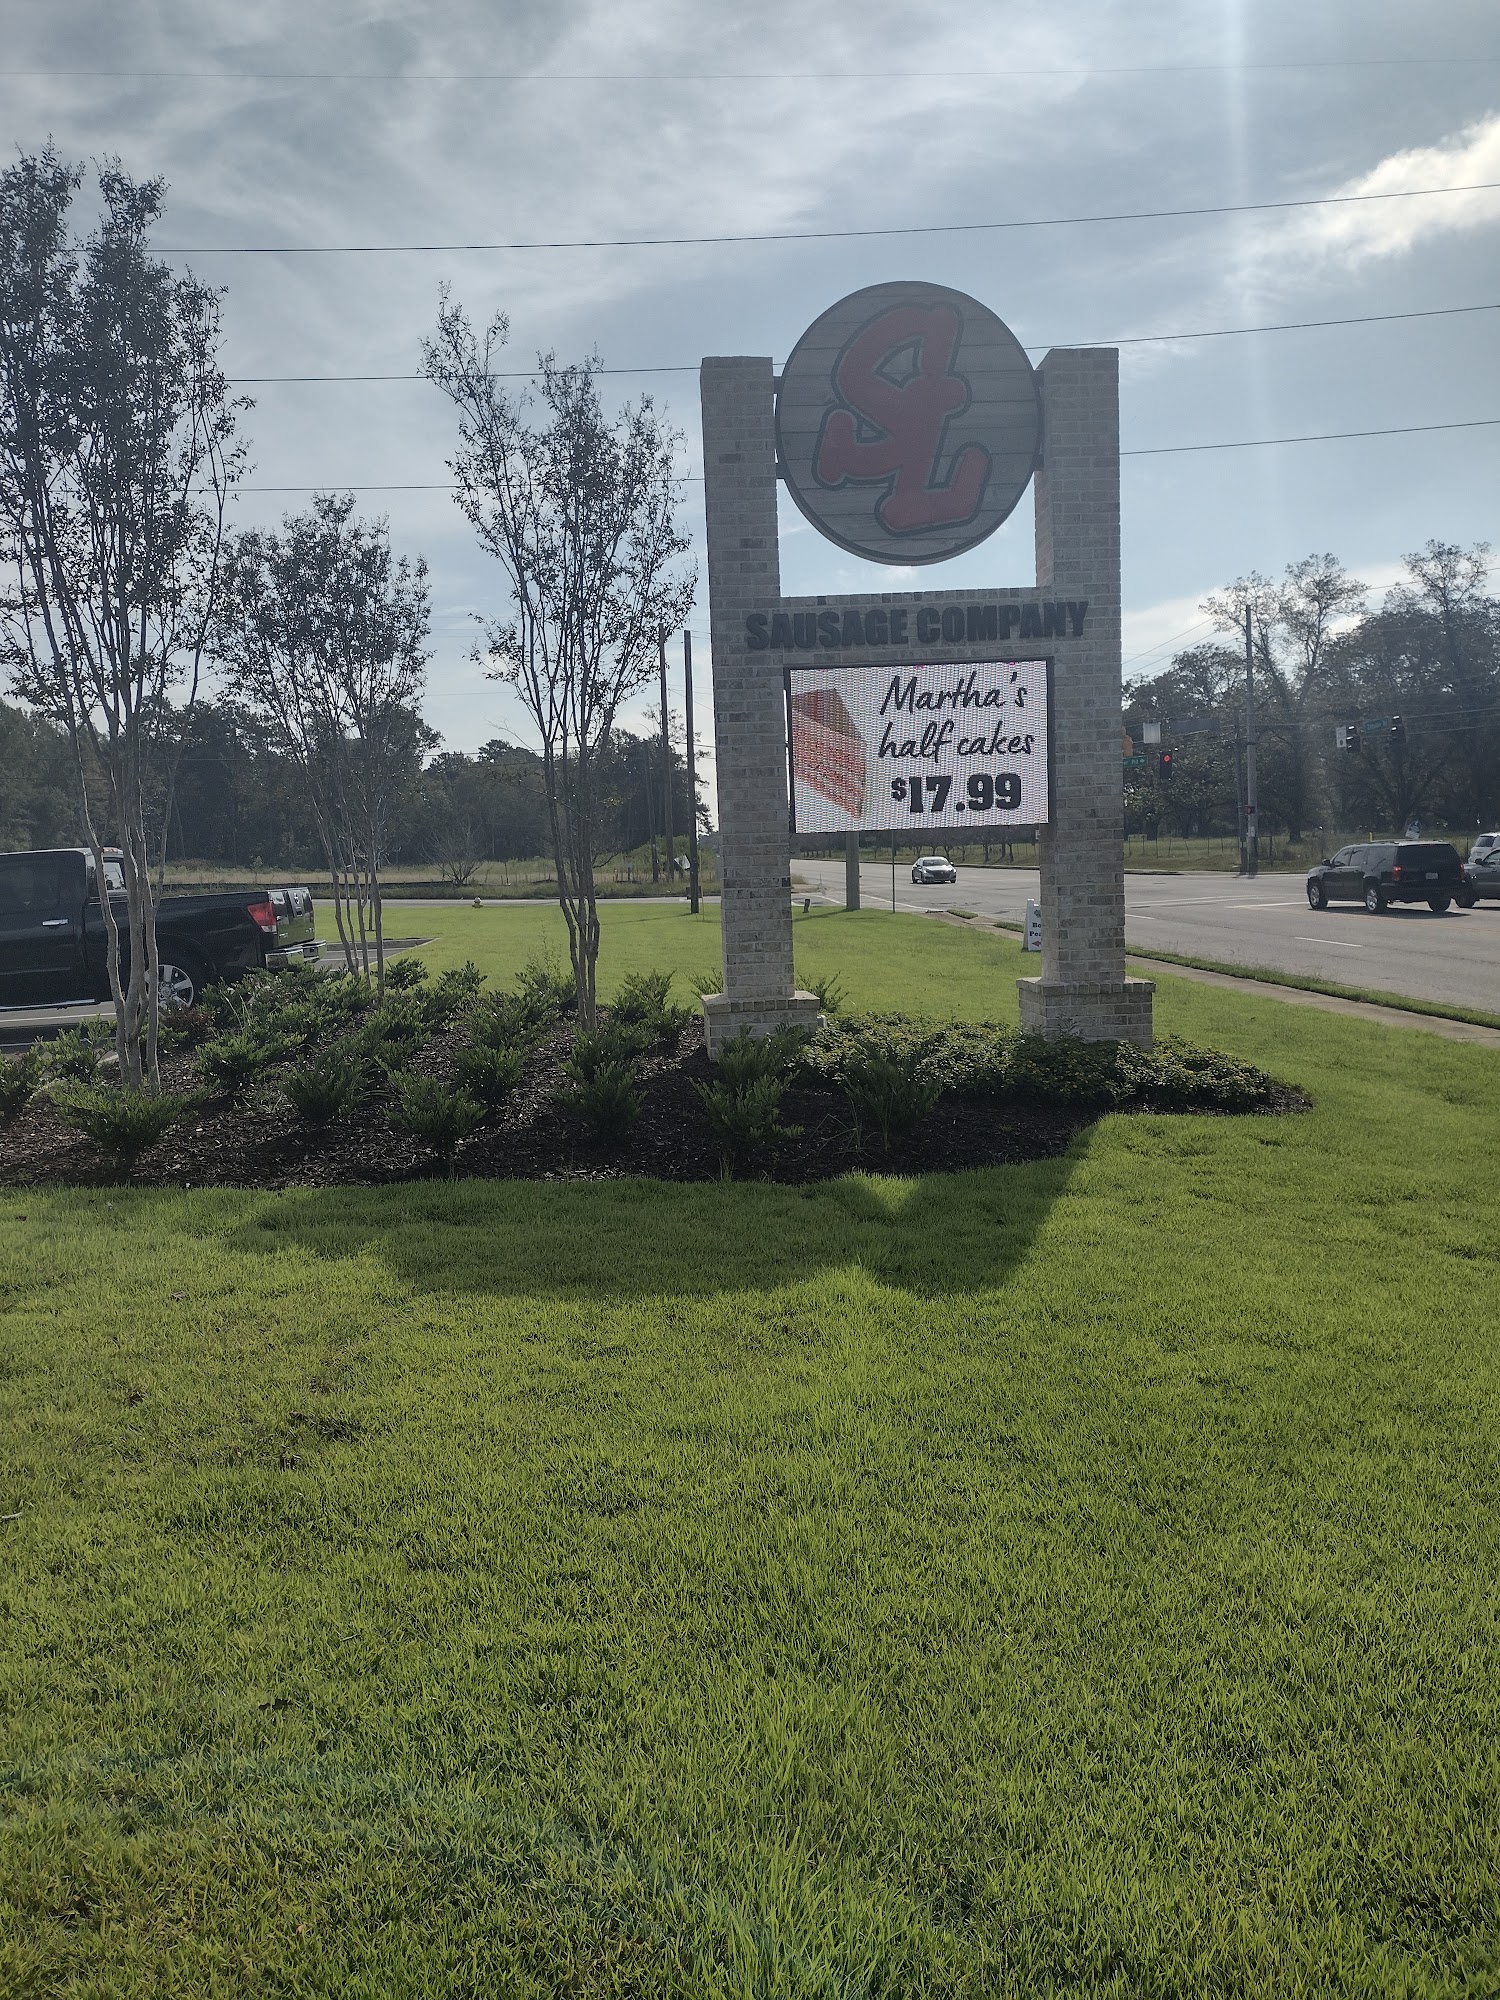 SL
SAUSAGE COMPANY
Martha's
half cakes
$17.99